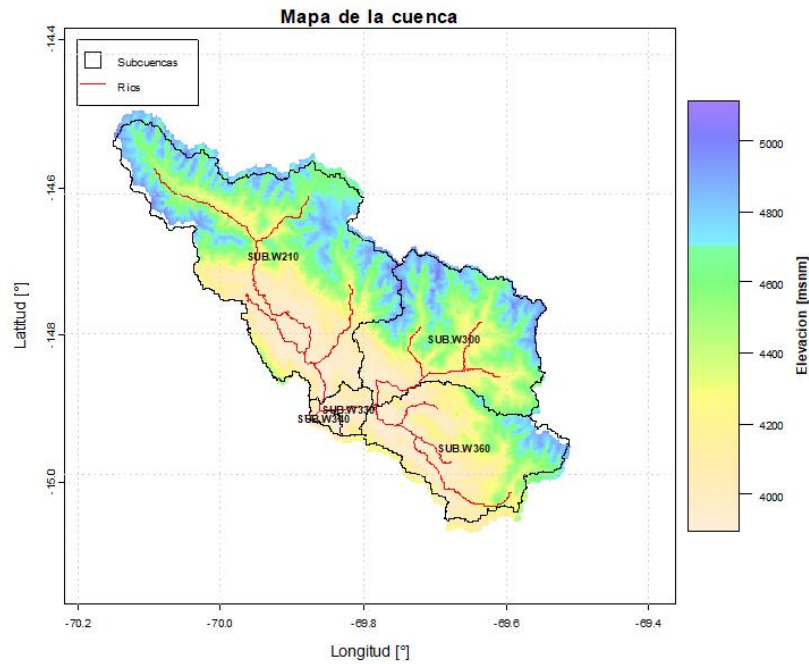 Mapa de la cuenca
Subcuencas
Rios
SUB.W210
SUB.W300
SUB.W330
SUB.W340
SUB.W360
-14.4
-14.6
-14.8
-15.0
Latitud [°]
-70.2
-70.0
-69.8
-69.6
-69.4
Longitud [°]
5000
4800
4600
4400
4200
4000
Elevacion [msnm]